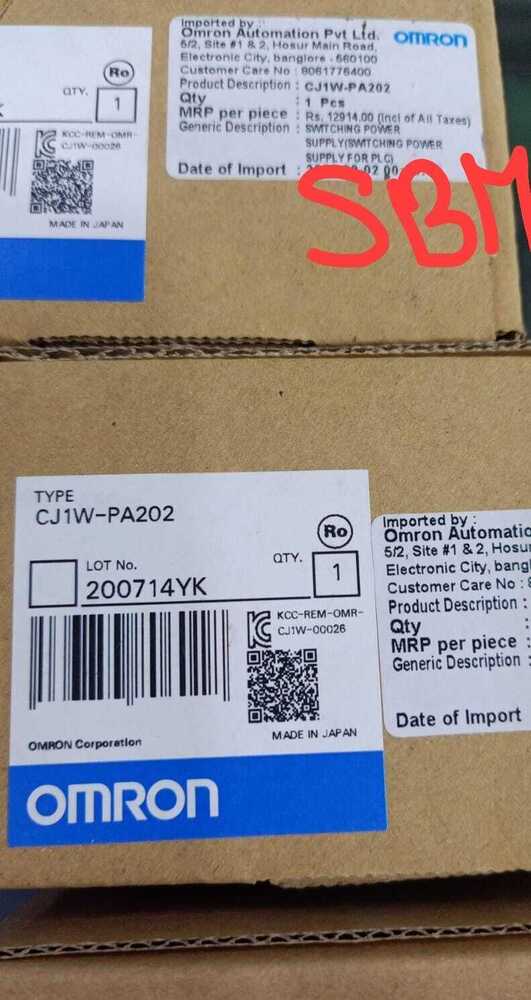 QTY.
1
Ro
KCC-REM-OMR-
CJ1W-00026
MADE IN JAPAN
Imported by :
Omron Automation Pvt Ltd.
OMRON
5/2, Site #1 & 2, Hosur Main Road,
Electronic City, banglore - 560100
Customer Care No : 8061776400
Product Description : CJ1W-PA202
Qty : 1 Pcs
MRP per piece : Rs. 12914.00 (Incl of All Taxes)
Generic Description : SWITCHING POWER
SUPPLY(SWITCHING POWER
SUPPLY FOR PLC)
Date of Import :
SBM
TYPE
CJ1W-PA202
Ro
LOT No.
200714YK
QTY.
1
KCC-REM-OMR-
CJ1W-00026
OMRON Corporation
MADE IN JAPAN
OMRON
Imported by :
Omron Automatic
5/2, Site #1 & 2, Hosu
Electronic City, bang
Customer Care No : 8
Product Description :
Qty :
MRP per piece :
Generic Description :
Date of Import